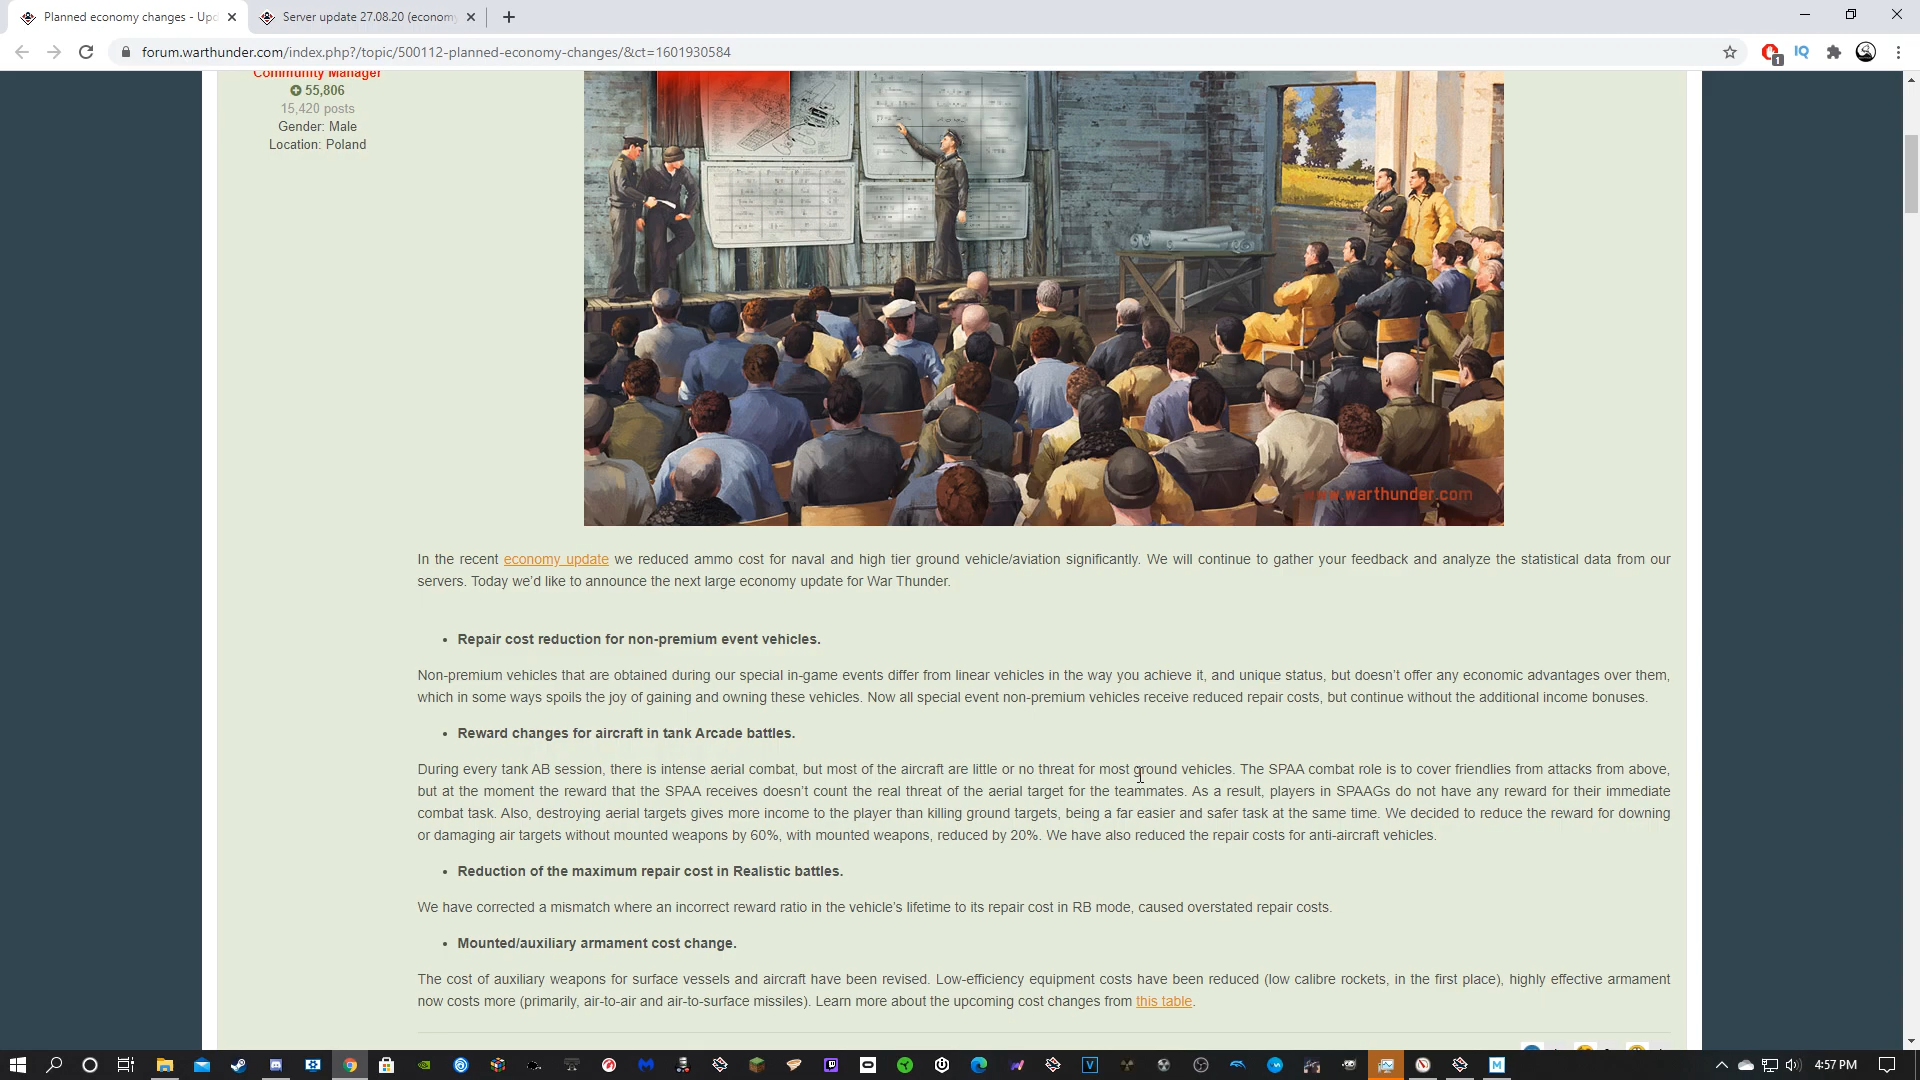 Planned economy changes - Upd
Server update 27.08.20 (economy
forum.warthunder.com/index.php?/topic/500112-planned-economy-changes/&ct=1601930584
Community Manager
55,806
15,420 posts
Gender: Male
Location: Poland
www.warthunder.com
In the recent economy update we reduced ammo cost for naval and high tier ground vehicle/aviation significantly. We will continue to gather your feedback and analyze the statistical data from our
servers. Today we’d like to announce the next large economy update for War Thunder.
• Repair cost reduction for non-premium event vehicles.
Non-premium vehicles that are obtained during our special in-game events differ from linear vehicles in the way you achieve it, and unique status, but doesn’t offer any economic advantages over them,
which in some ways spoils the joy of gaining and owning these vehicles. Now all special event non-premium vehicles receive reduced repair costs, but continue without the additional income bonuses.
• Reward changes for aircraft in tank Arcade battles.
During every tank AB session, there is intense aerial combat, but most of the aircraft are little or no threat for most ground vehicles. The SPAA combat role is to cover friendlies from attacks from above,
but at the moment the reward that the SPAA receives doesn’t count the real threat of the aerial target for the teammates. As a result, players in SPAAGs do not have any reward for their immediate
combat task. Also, destroying aerial targets gives more income to the player than killing ground targets, being a far easier and safer task at the same time. We decided to reduce the reward for downing
or damaging air targets without mounted weapons by 60%, with mounted weapons, reduced by 20%. We have also reduced the repair costs for anti-aircraft vehicles.
• Reduction of the maximum repair cost in Realistic battles.
We have corrected a mismatch where an incorrect reward ratio in the vehicle’s lifetime to its repair cost in RB mode, caused overstated repair costs.
• Mounted/auxiliary armament cost change.
The cost of auxiliary weapons for surface vessels and aircraft have been revised. Low-efficiency equipment costs have been reduced (low calibre rockets, in the first place), highly effective armament
now costs more (primarily, air-to-air and air-to-surface missiles). Learn more about the upcoming cost changes from this table.
4:57 PM